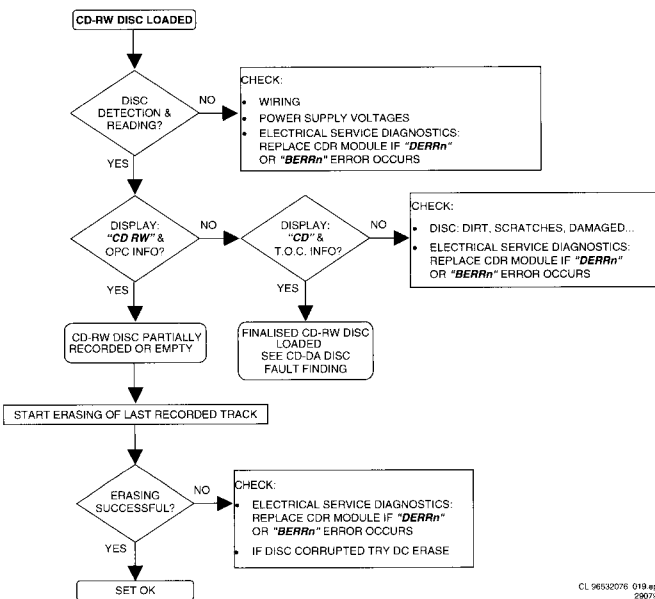 CD-RW DISC LOADED
DISC
DETECTION &
READING?
NO
YES
CHECK:
• WIRING
• POWER SUPPLY VOLTAGES
• ELECTRICAL SERVICE DIAGNOSTICS:
REPLACE CDR MODULE IF "DERRn"
OR "BERRn" ERROR OCCURS
DISPLAY:
"CD RW" &
OPC INFO?
NO
YES
DISPLAY:
"CD" &
T.O.C. INFO?
NO
YES
CHECK:
• DISC: DIRT, SCRATCHES, DAMAGED...
• ELECTRICAL SERVICE DIAGNOSTICS:
REPLACE CDR MODULE IF "DERRn"
OR "BERRn" ERROR OCCURS
CD-RW DISC PARTIALLY
RECORDED OR EMPTY
FINALISED CD-RW DISC
LOADED
SEE CD-DA DISC
FAULT FINDING
START ERASING OF LAST RECORDED TRACK
ERASING
SUCCESSFUL?
NO
YES
CHECK:
• ELECTRICAL SERVICE DIAGNOSTICS:
REPLACE CDR MODULE IF "DERRn"
OR "BERRn" ERROR OCCURS
• IF DISC CORRUPTED TRY DC ERASE
SET OK
CL 96532076_019.ep
29079